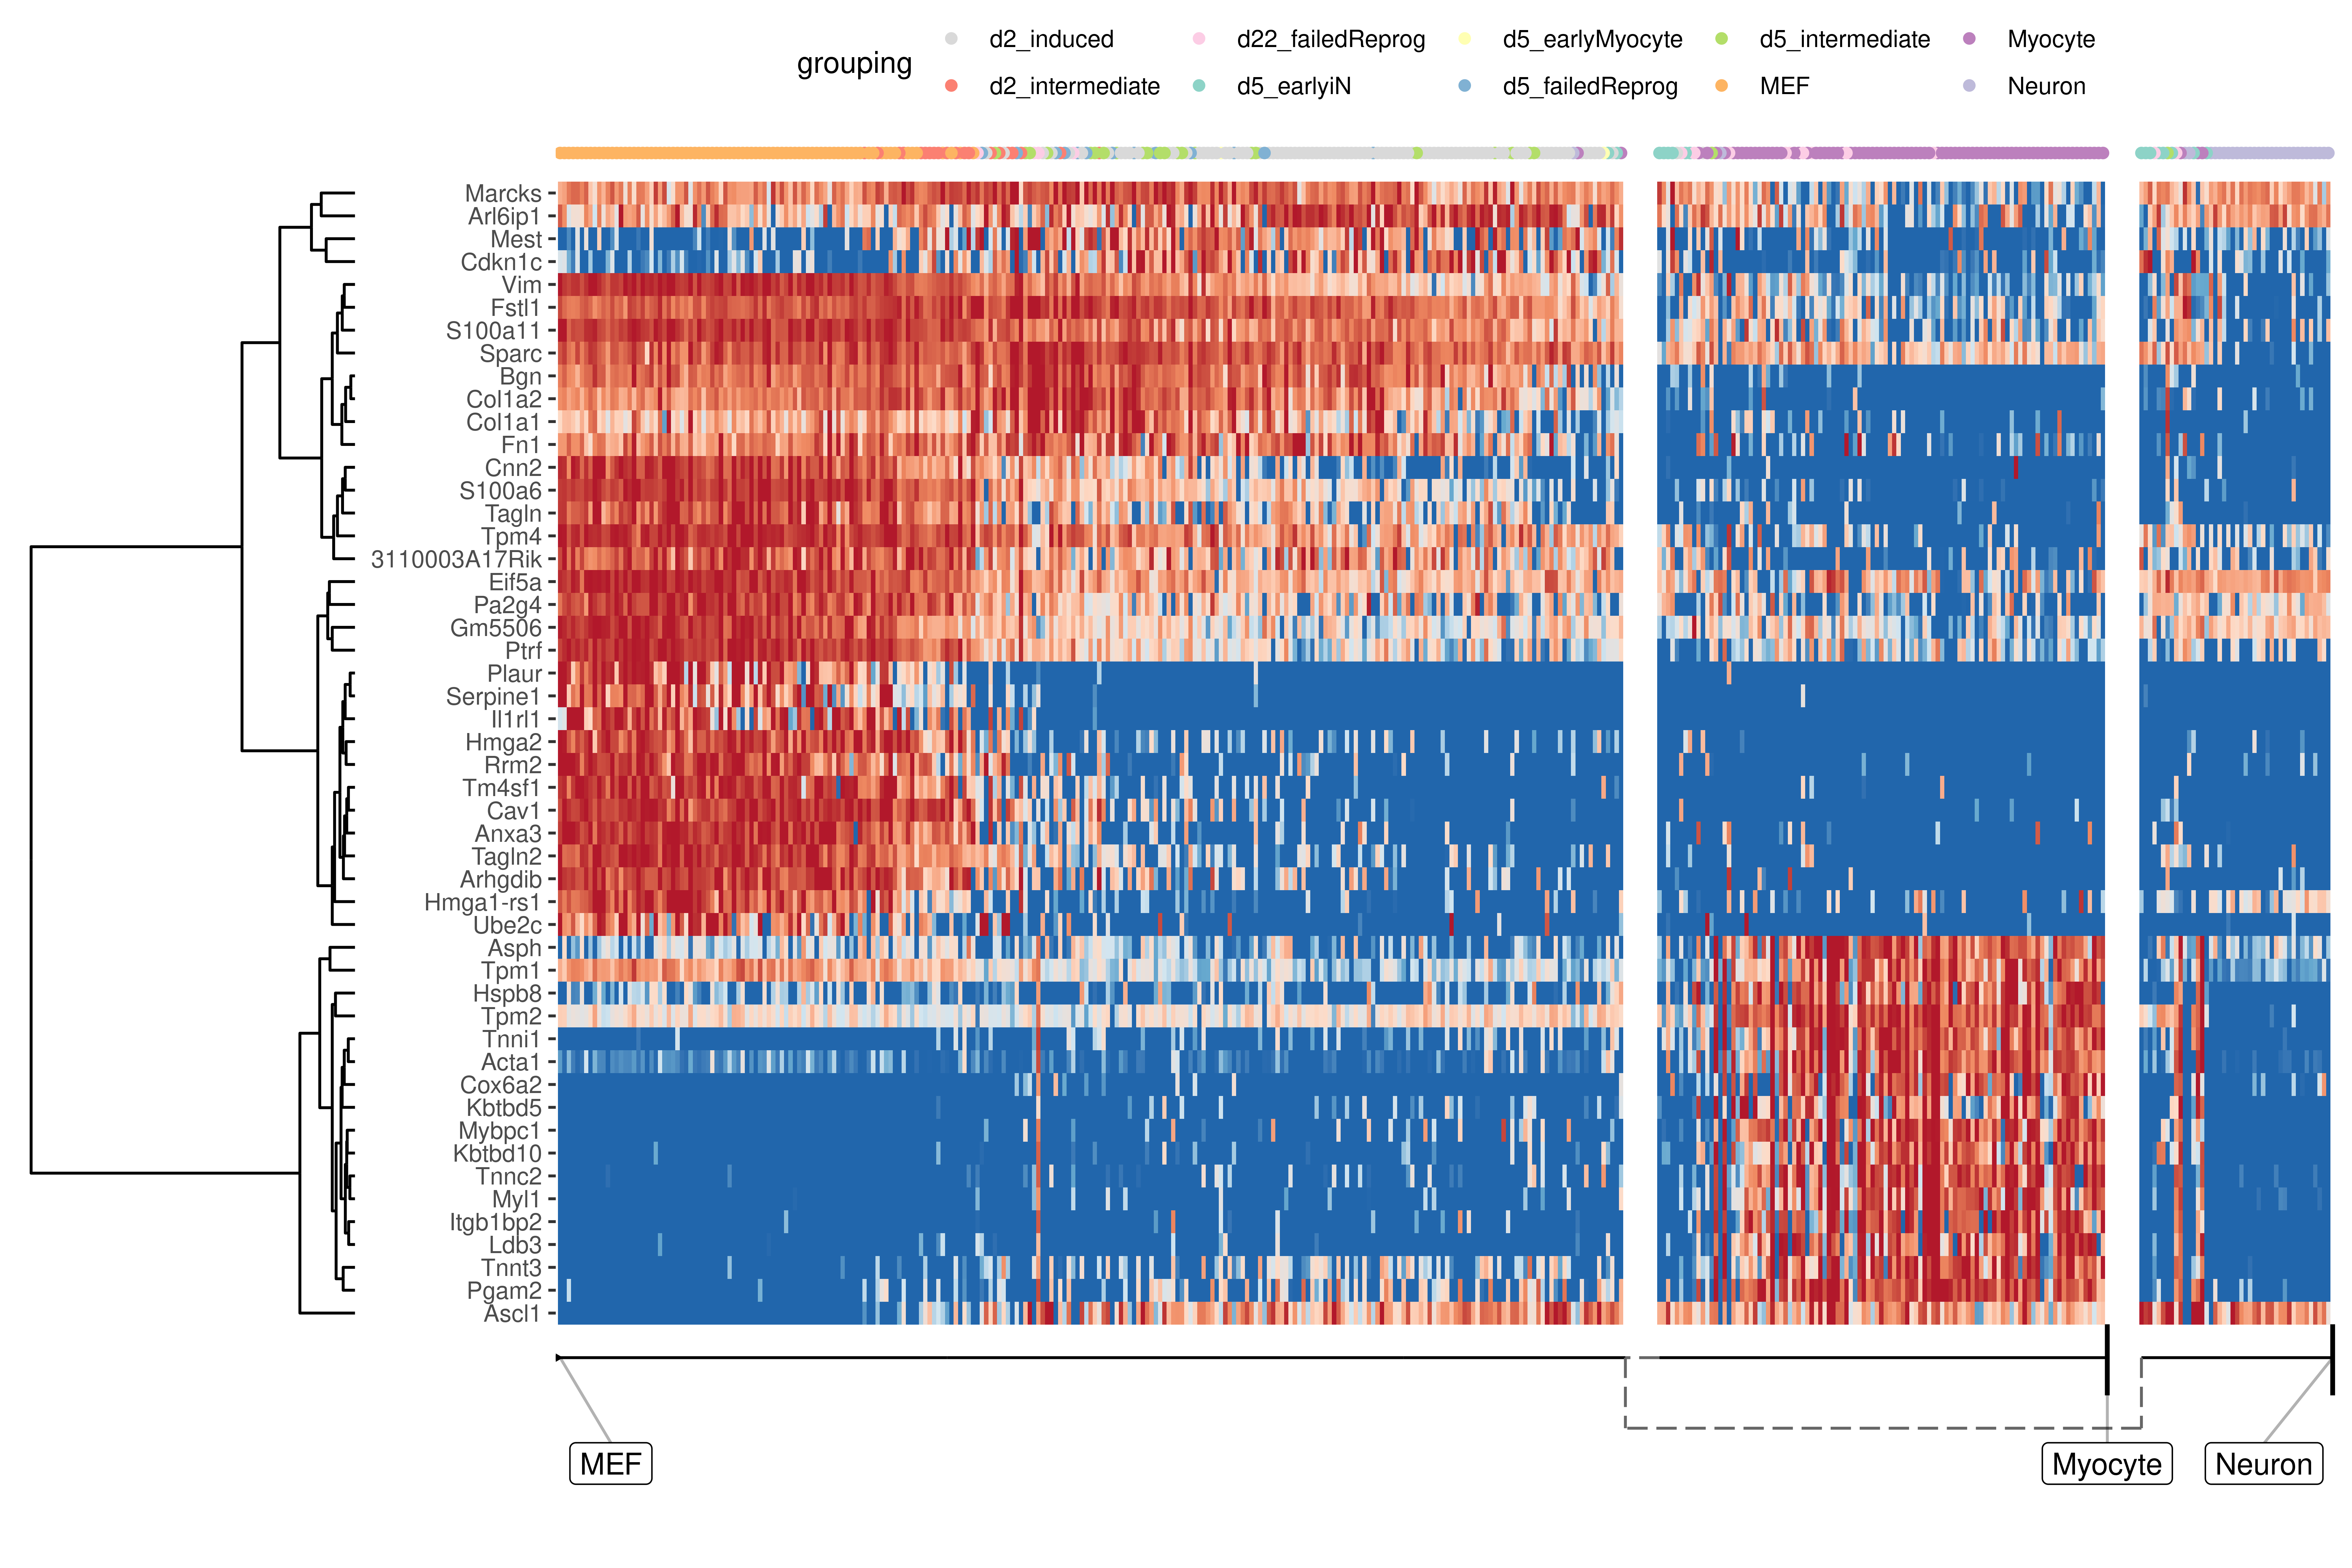 grouping
d2_induced
d22_failedReprog
d5_earlyMyocyte
d5_intermediate
Myocyte
d2_intermediate
d5_earlyiN
d5_failedReprog
MEF
Neuron
Marcks
Arl6ip1
Mest
Cdkn1c
Vim
Fstl1
S100a11
Sparc
Bgn
Col1a2
Col1a1
Fn1
Cnn2
S100a6
Tagln
Tpm4
3110003A17Rik
Eif5a
Pa2g4
Gm5506
Ptrf
Plaur
Serpine1
Il1rl1
Hmga2
Rrm2
Tm4sf1
Cav1
Anxa3
Tagln2
Arhgdib
Hmga1-rs1
Ube2c
Asph
Tpm1
Hspb8
Tpm2
Tnni1
Acta1
Cox6a2
Kbtbd5
Mybpc1
Kbtbd10
Tnnc2
Myl1
Itgb1bp2
Ldb3
Tnnt3
Pgam2
Ascl1
MEF
Myocyte
Neuron